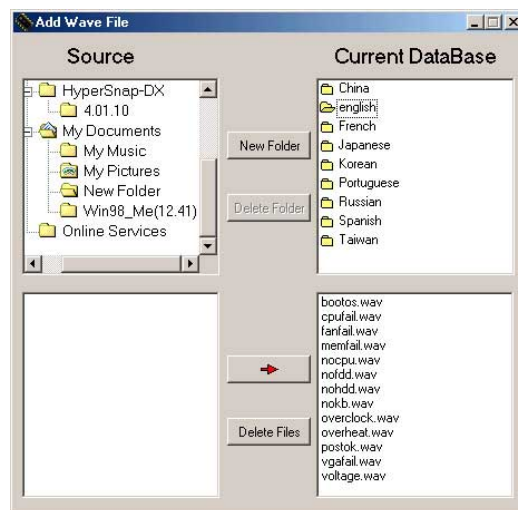 Add Wave File
Source
Current DataBase
HyperSnap-DX
4.01.10
My Documents
My Music
My Pictures
New Folder
Win98_Me(12.41)
Online Services
New Folder
Delete Folder
China
english
French
Japanese
Korean
Portuguese
Russian
Spanish
Taiwan
Delete Files
bootos.wav
cpufail.wav
fanfail.wav
memfail.wav
nocpu.wav
nofdd.wav
nohdd.wav
nokb.wav
overclock.wav
overheat.wav
postok.wav
vgafail.wav
voltage.wav